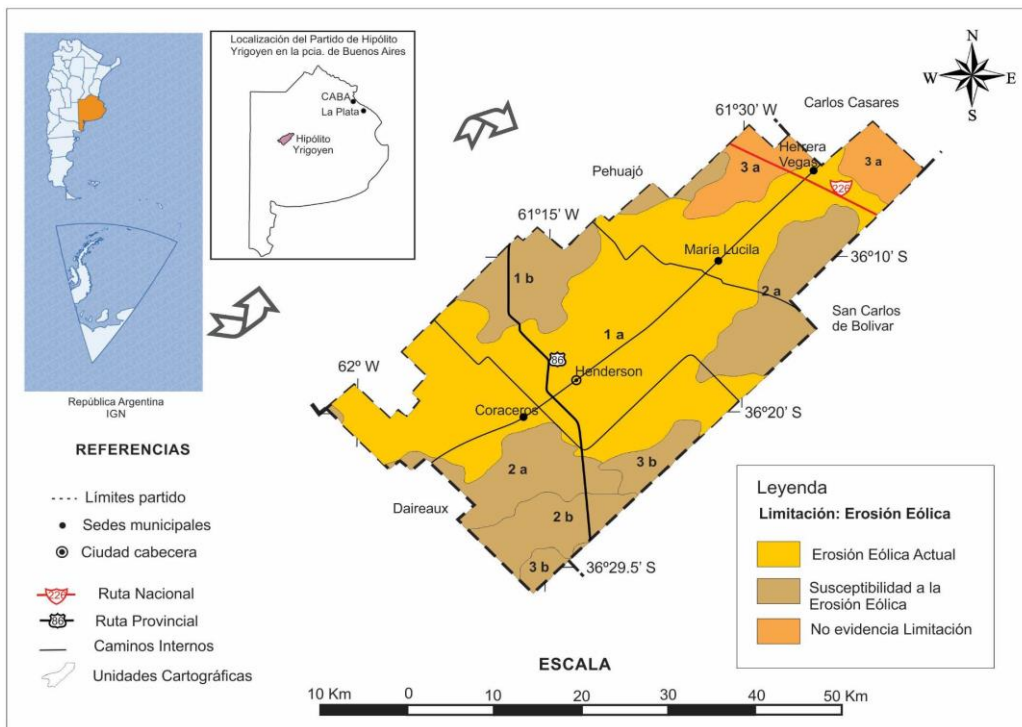 Localización del Partido de Hipólito
Yrigoyen en la pcia. de Buenos Aires
CABA
La Plata
Hipólito
Yrigoyen
República Argentina
IGN
REFERENCIAS
Límites partido
Sedes municipales
Ciudad cabecera
226
Ruta Nacional
86
Ruta Provincial
Caminos Internos
Unidades Cartográficas
N
W
E
S
61º30' W
Carlos Casares
Herrera
Vegas
3 a
3 a
226
Pehuajó
61º15' W
María Lucila
36º10' S
1 b
2 a
San Carlos
de Bolivar
1 a
86
62º W
Henderson
Coraceros
36º20' S
2 a
3 b
Daireaux
2 b
3 b
36º29.5' S
Leyenda
Limitación: Erosión Eólica
Erosión Eólica Actual
Susceptibilidad a la
Erosión Eólica
No evidencia Limitación
ESCALA
10 Km
0
10
20
30
40
50 Km